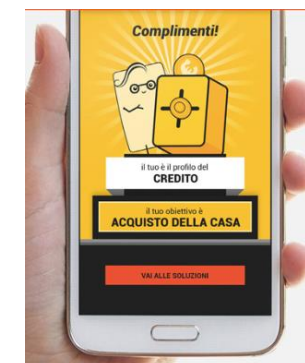 Complimenti!
il tuo è il profilo del
CREDITO
il tuo obiettivo è
ACQUISTO DELLA CASA
VAI ALLE SOLUZIONI